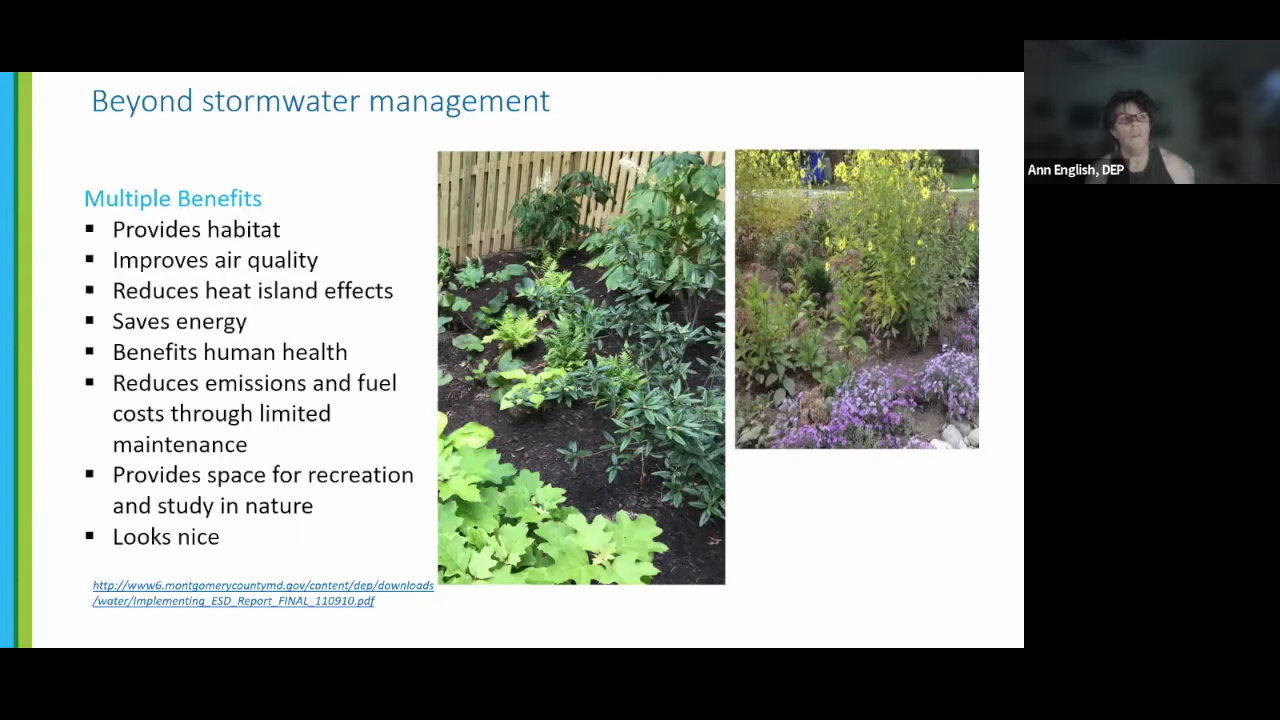 Beyond stormwater management
Multiple Benefits
▪ Provides habitat
▪ Improves air quality
▪ Reduces heat island effects
▪ Saves energy
▪ Benefits human health
▪ Reduces emissions and fuel
costs through limited
maintenance
▪ Provides space for recreation
and study in nature
▪ Looks nice
http://www6.montgomerycountymd.gov/content/dep/downloads
/water/Implementing_ESD_Report_FINAL_110910.pdf
Ann English, DEP